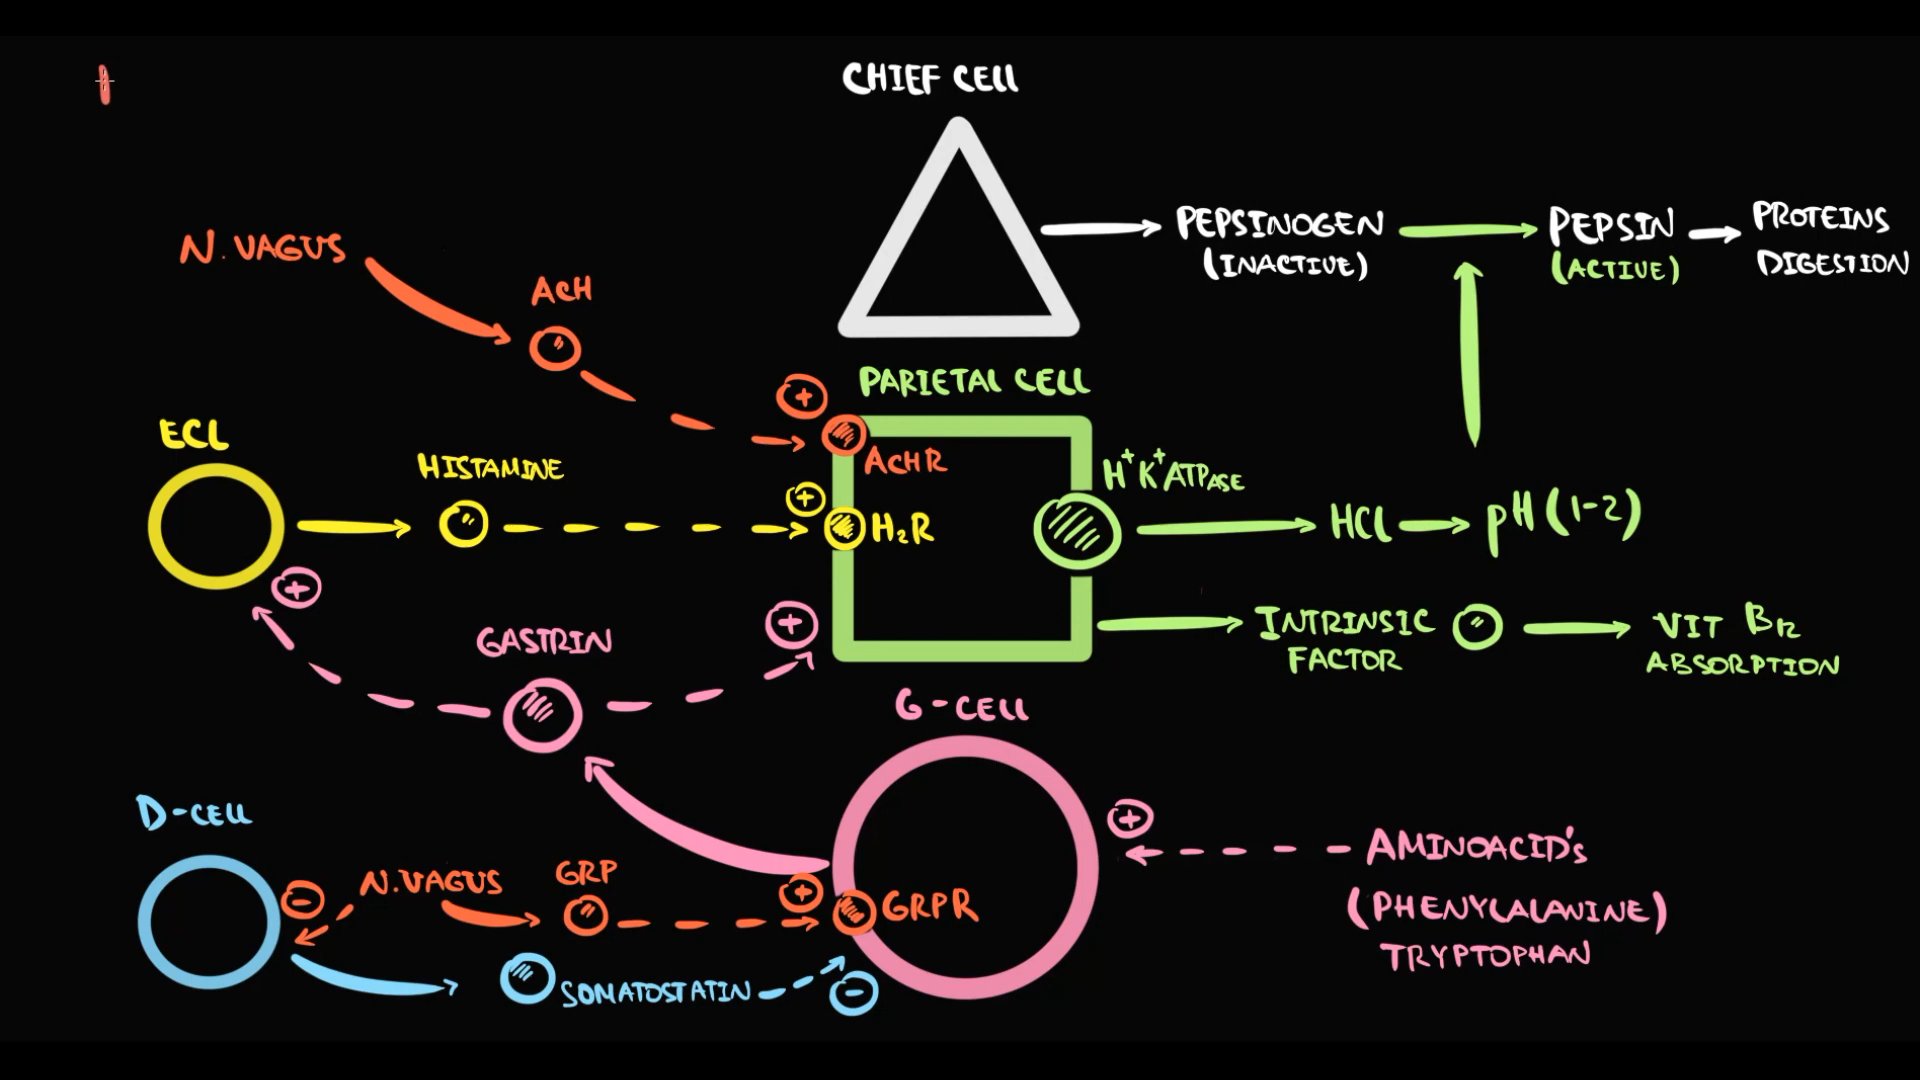 CHIEF CELL
N. VAGUS
ACH
PEPSINOGEN
(INACTIVE)
PEPSIN
(ACTIVE)
PROTEINS
DIGESTION
PARIETAL CELL
ECL
HISTAMINE
+
ACHR
+
H₂R
H⁺K⁺ATPASE
HCl
pH (1-2)
+
GASTRIN
+
INTRINSIC
FACTOR
VIT B12
ABSORPTION
G-CELL
D-CELL
-
N.VAGUS
GRP
+
GRPR
SOMATOSTATIN
-
+
AMINOACID's
(PHENYLALANINE)
TRYPTOPHAN